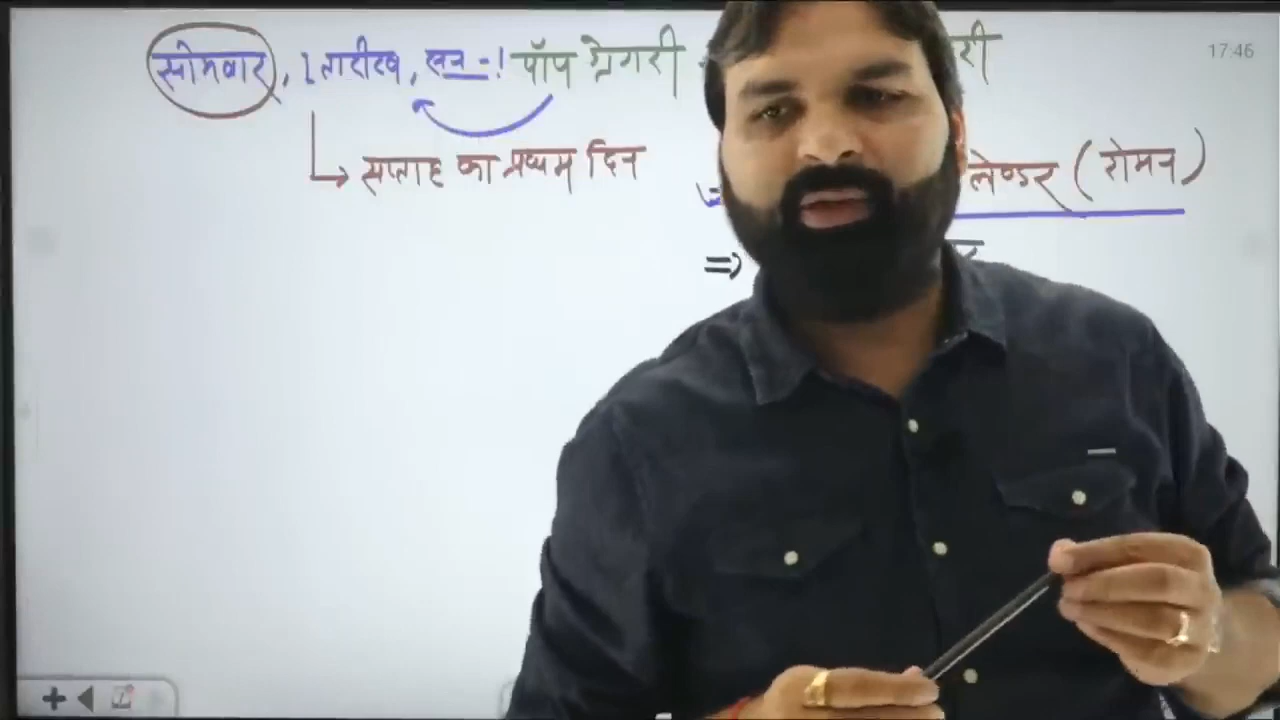 सोमवार, 1 तारीख, सन -1 पॉप ग्रेगरी री
17:46
↳ सप्ताह का प्रथम दिन लेण्डर (रोमन)
⇒